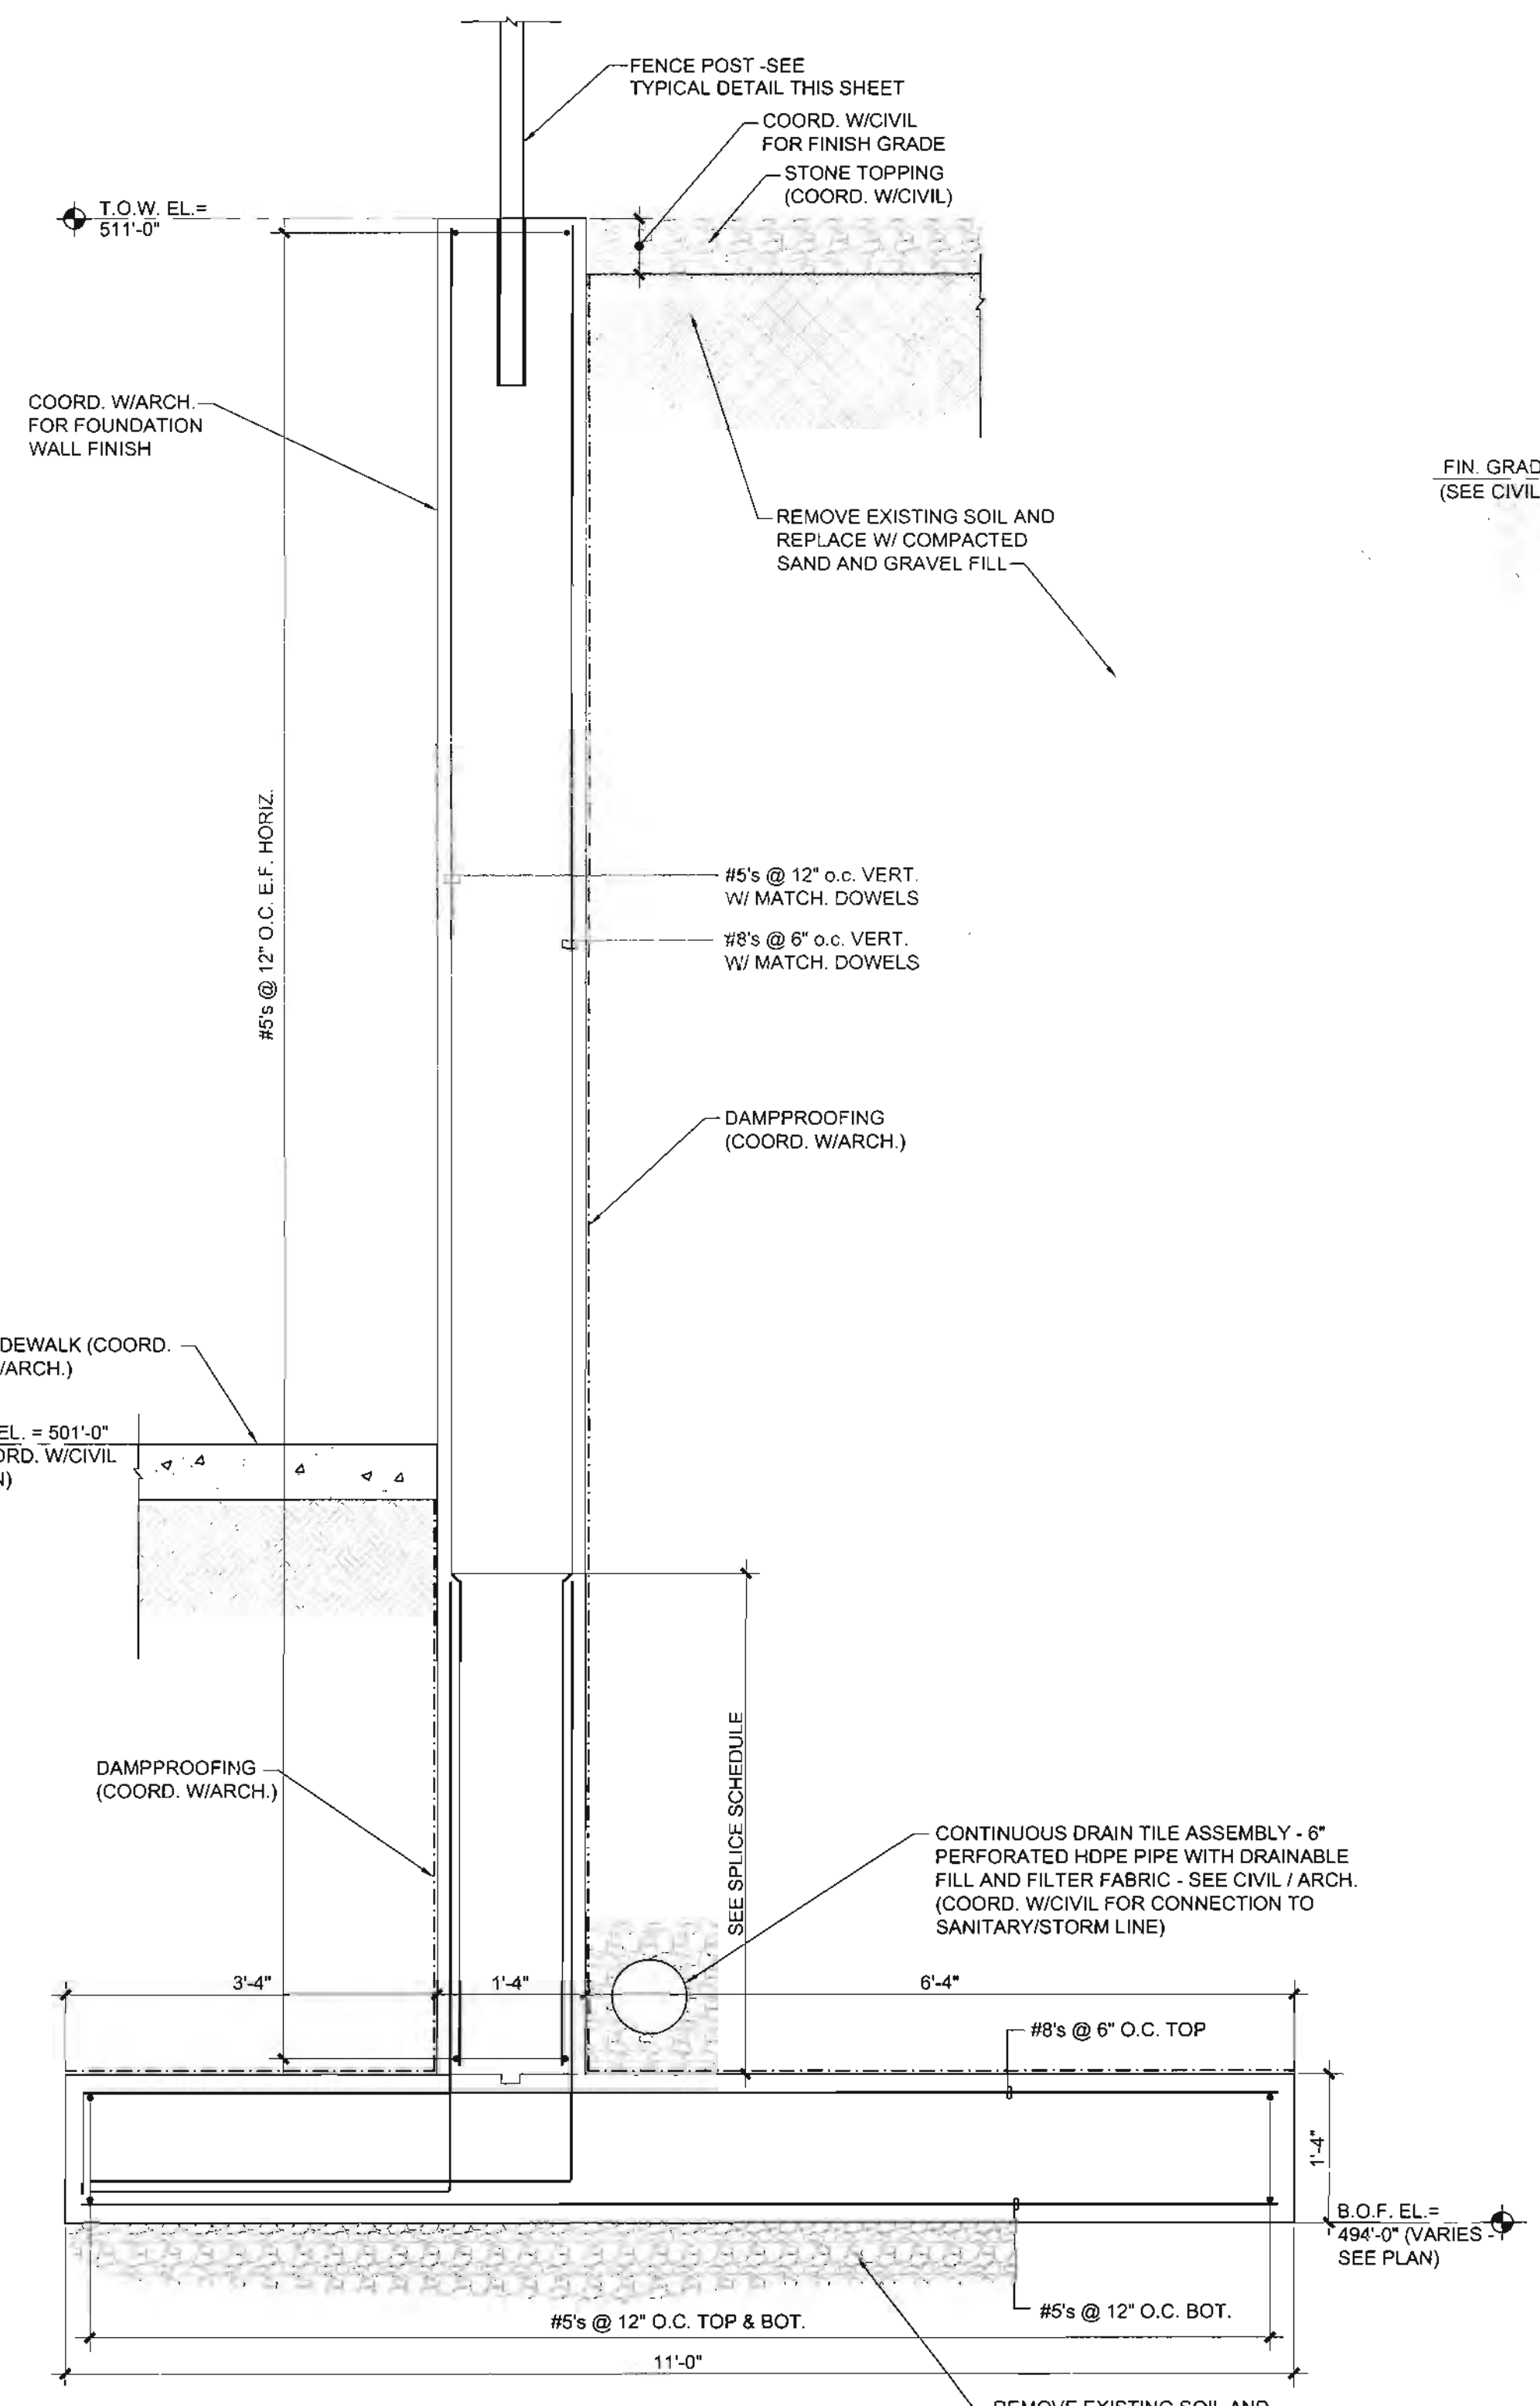 FENCE POST -SEE
TYPICAL DETAIL THIS SHEET
COORD. W/CIVIL
FOR FINISH GRADE
STONE TOPPING
(COORD. W/CIVIL)
T.O.W. EL.=
511'-0"
COORD. W/ARCH.
FOR FOUNDATION
WALL FINISH
FIN. GRAD
(SEE CIVIL
REMOVE EXISTING SOIL AND
REPLACE W/ COMPACTED
SAND AND GRAVEL FILL
#5's @ 12" O.C. E.F. HORIZ.
#5's @ 12" o.c. VERT.
W/ MATCH. DOWELS
#8's @ 6" o.c. VERT.
W/ MATCH. DOWELS
DAMPPROOFING
(COORD. W/ARCH.)
DEWALK (COORD.
/ARCH.)
EL. = 501'-0"
ORD. W/CIVIL
N)
SEE SPLICE SCHEDULE
DAMPPROOFING
(COORD. W/ARCH.)
CONTINUOUS DRAIN TILE ASSEMBLY - 6"
PERFORATED HDPE PIPE WITH DRAINABLE
FILL AND FILTER FABRIC - SEE CIVIL / ARCH.
(COORD. W/CIVIL FOR CONNECTION TO
SANITARY/STORM LINE)
3'-4"
1'-4"
6'-4"
#8's @ 6" O.C. TOP
1'-4"
B.O.F. EL.=
494'-0" (VARIES -
SEE PLAN)
#5's @ 12" O.C. BOT.
#5's @ 12" O.C. TOP & BOT.
11'-0"
REMOVE EXISTING SOIL AND